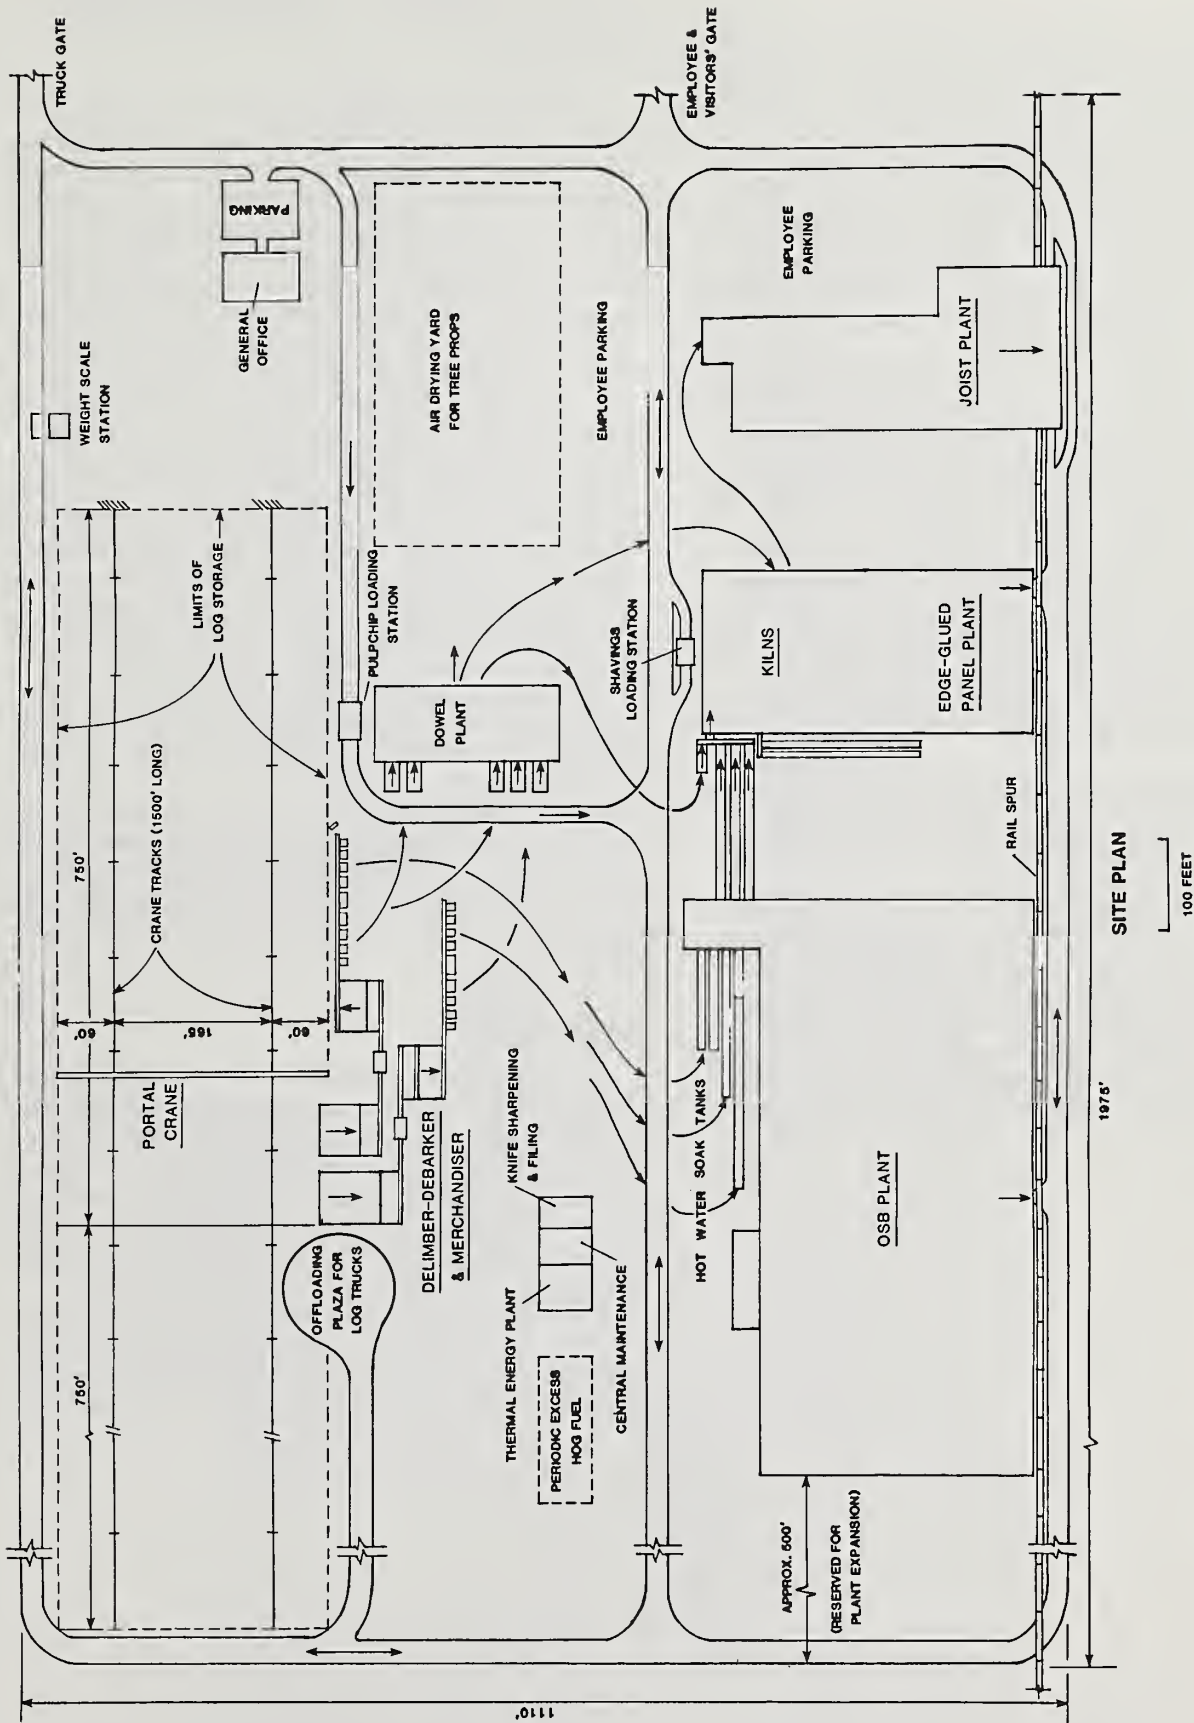 TRUCK GATE
EMPLOYEE &
VISITORS' GATE
PARKING
GENERAL
OFFICE
WEIGHT SCALE
STATION
AIR DRYING YARD
FOR TREE PROPS
EMPLOYEE PARKING
EMPLOYEE
PARKING
JOIST PLANT
LIMITS OF
LOG STORAGE
PULPCHIP LOADING
STATION
DOWEL
PLANT
SHAVINGS
LOADING STATION
KILNS
EDGE-GLUED
PANEL PLANT
750'
CRANE TRACKS (1500' LONG)
60'
165'
60'
PORTAL
CRANE
DELIMBER-DEBARKER
& MERCHANDISER
KNIFE SHARPENING
& FILING
HOT WATER SOAK TANKS
RAIL SPUR
OSB PLANT
OFFLOADING
PLAZA FOR
LOG TRUCKS
THERMAL ENERGY PLANT
CENTRAL MAINTENANCE
PERIODIC EXCESS
HOG FUEL
750'
APPROX. 500'
(RESERVED FOR
PLANT EXPANSION)
1110'
1975'
SITE PLAN
100 FEET